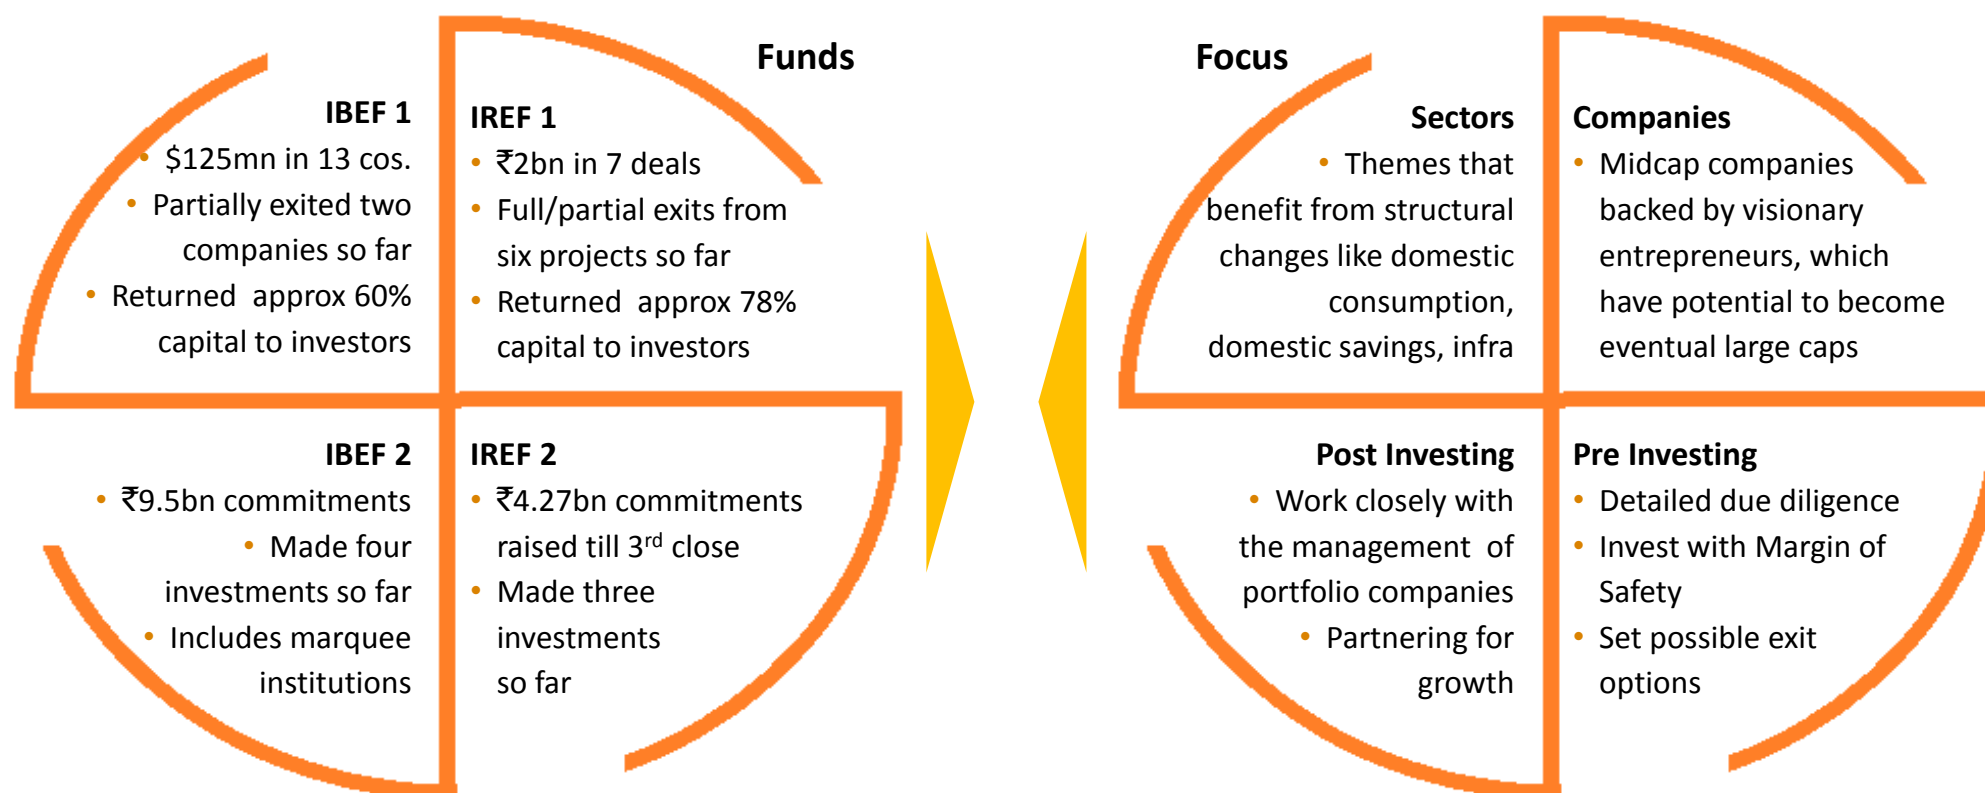 Funds
IBEF 1
• $125mn in 13 cos.
• Partially exited two
companies so far
• Returned approx 60%
capital to investors
IREF 1
• ₹2bn in 7 deals
• Full/partial exits from
six projects so far
• Returned approx 78%
capital to investors
IBEF 2
• ₹9.5bn commitments
• Made four
investments so far
• Includes marquee
institutions
IREF 2
• ₹4.27bn commitments
raised till 3rd close
• Made three
investments
so far
Focus
Sectors
• Themes that
benefit from structural
changes like domestic
consumption,
domestic savings, infra
Companies
• Midcap companies
backed by visionary
entrepreneurs, which
have potential to become
eventual large caps
Post Investing
• Work closely with
the management of
portfolio companies
• Partnering for
growth
Pre Investing
• Detailed due diligence
• Invest with Margin of
Safety
• Set possible exit
options